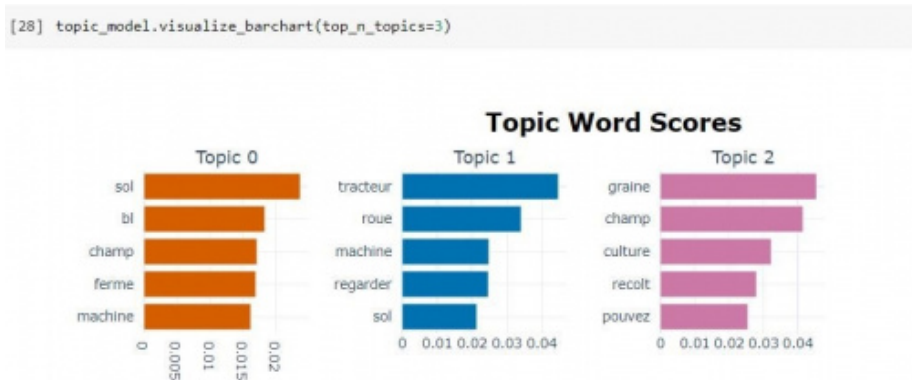 [28] topic_model.visualize_barchart(top_n_topics=3)
Topic Word Scores
Topic 0
sol
bl
champ
ferme
machine
0
0.005
0.01
0.015
0.02
Topic 1
tracteur
roue
machine
regarder
sol
0 0.01 0.02 0.03 0.04
Topic 2
graine
champ
culture
recolt
pouvez
0 0.01 0.02 0.03 0.04